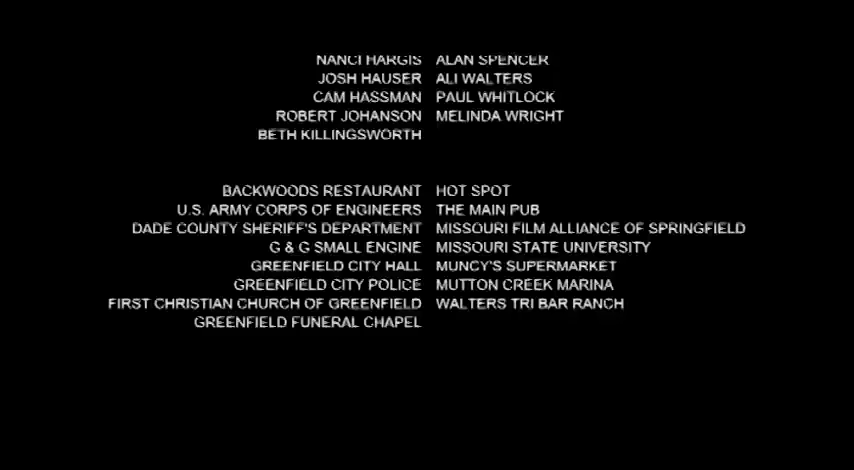 NANCI HARGIS ALAN SPENCER
JOSH HAUSER ALI WALTERS
CAM HASSMAN PAUL WHITLOCK
ROBERT JOHANSON MELINDA WRIGHT
BETH KILLINGSWORTH
BACKWOODS RESTAURANT HOT SPOT
U.S. ARMY CORPS OF ENGINEERS THE MAIN PUB
DADE COUNTY SHERIFF'S DEPARTMENT MISSOURI FILM ALLIANCE OF SPRINGFIELD
G & G SMALL ENGINE MISSOURI STATE UNIVERSITY
GREENFIELD CITY HALL MUNCY'S SUPERMARKET
GREENFIELD CITY POLICE MUTTON CREEK MARINA
FIRST CHRISTIAN CHURCH OF GREENFIELD WALTERS TRI BAR RANCH
GREENFIELD FUNERAL CHAPEL